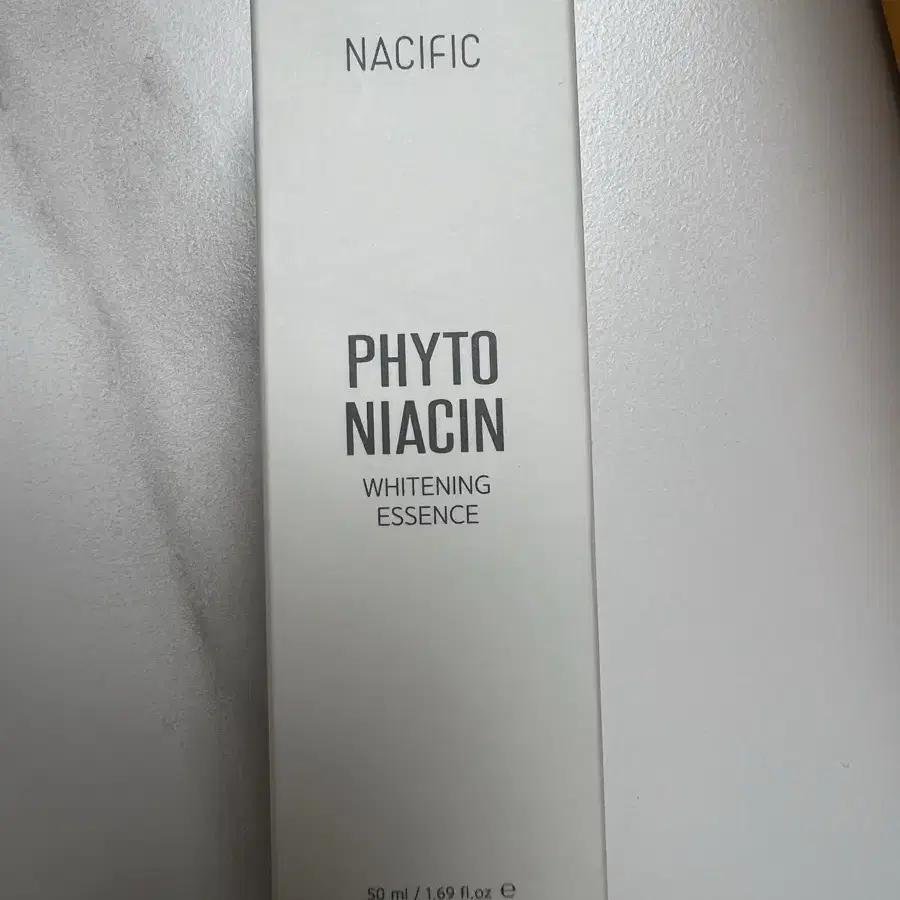 NACIFIC
PHYTO
NIACIN
WHITENING
ESSENCE
50 ml / 1.69 fl.oz ℮